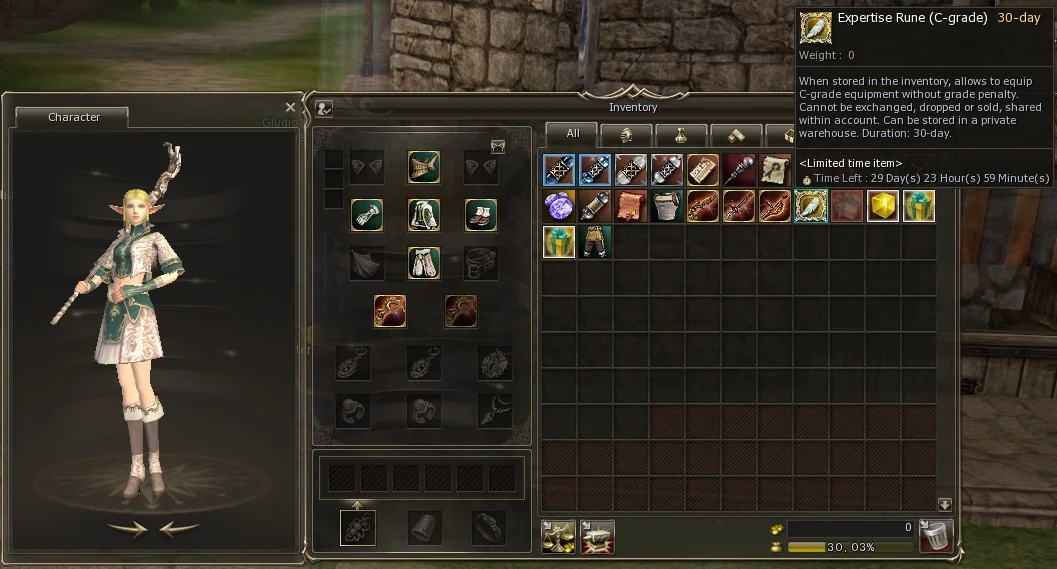 Expertise Rune (C-grade) 30-day
Weight : 0
When stored in the inventory, allows to equip
C-grade equipment without grade penalty.
Cannot be exchanged, dropped or sold, shared
within account. Can be stored in a private
warehouse. Duration: 30-day.
<Limited time item>
Time Left : 29 Day(s) 23 Hour(s) 59 Minute(s)
Character
Inventory
All
0
30.03%